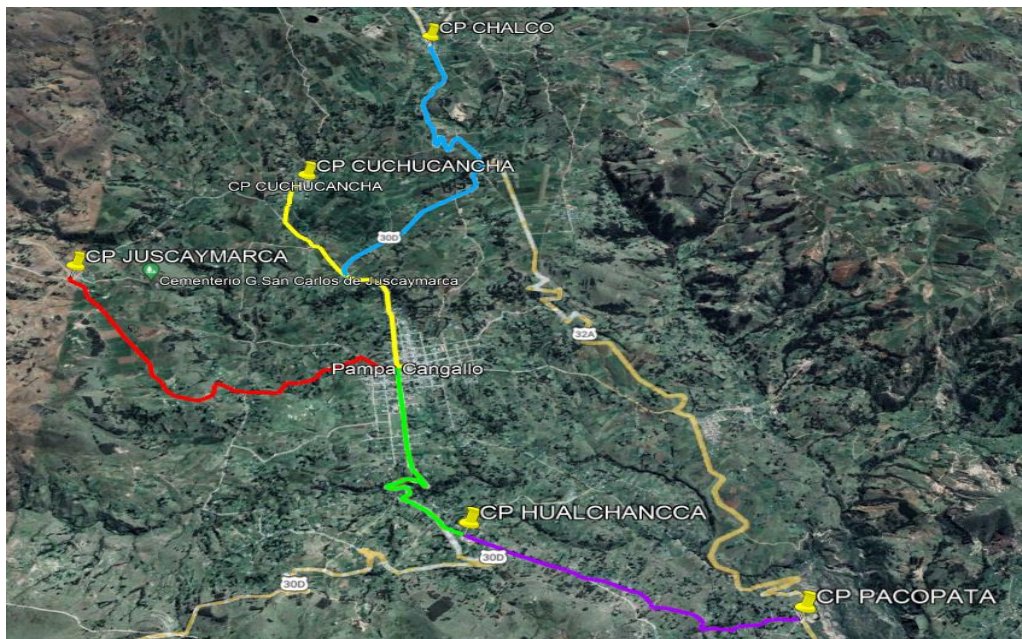 CP CHALCO
CP CUCHUCANCHA
CP CUCHUCANCHA
30D
CP JUSCAYMARCA
Cementerio G.San Carlos de Juscaymarca
32A
Pampa Cangallo
CP HUALCHANCCA
30D
30D
CP PACOPATA